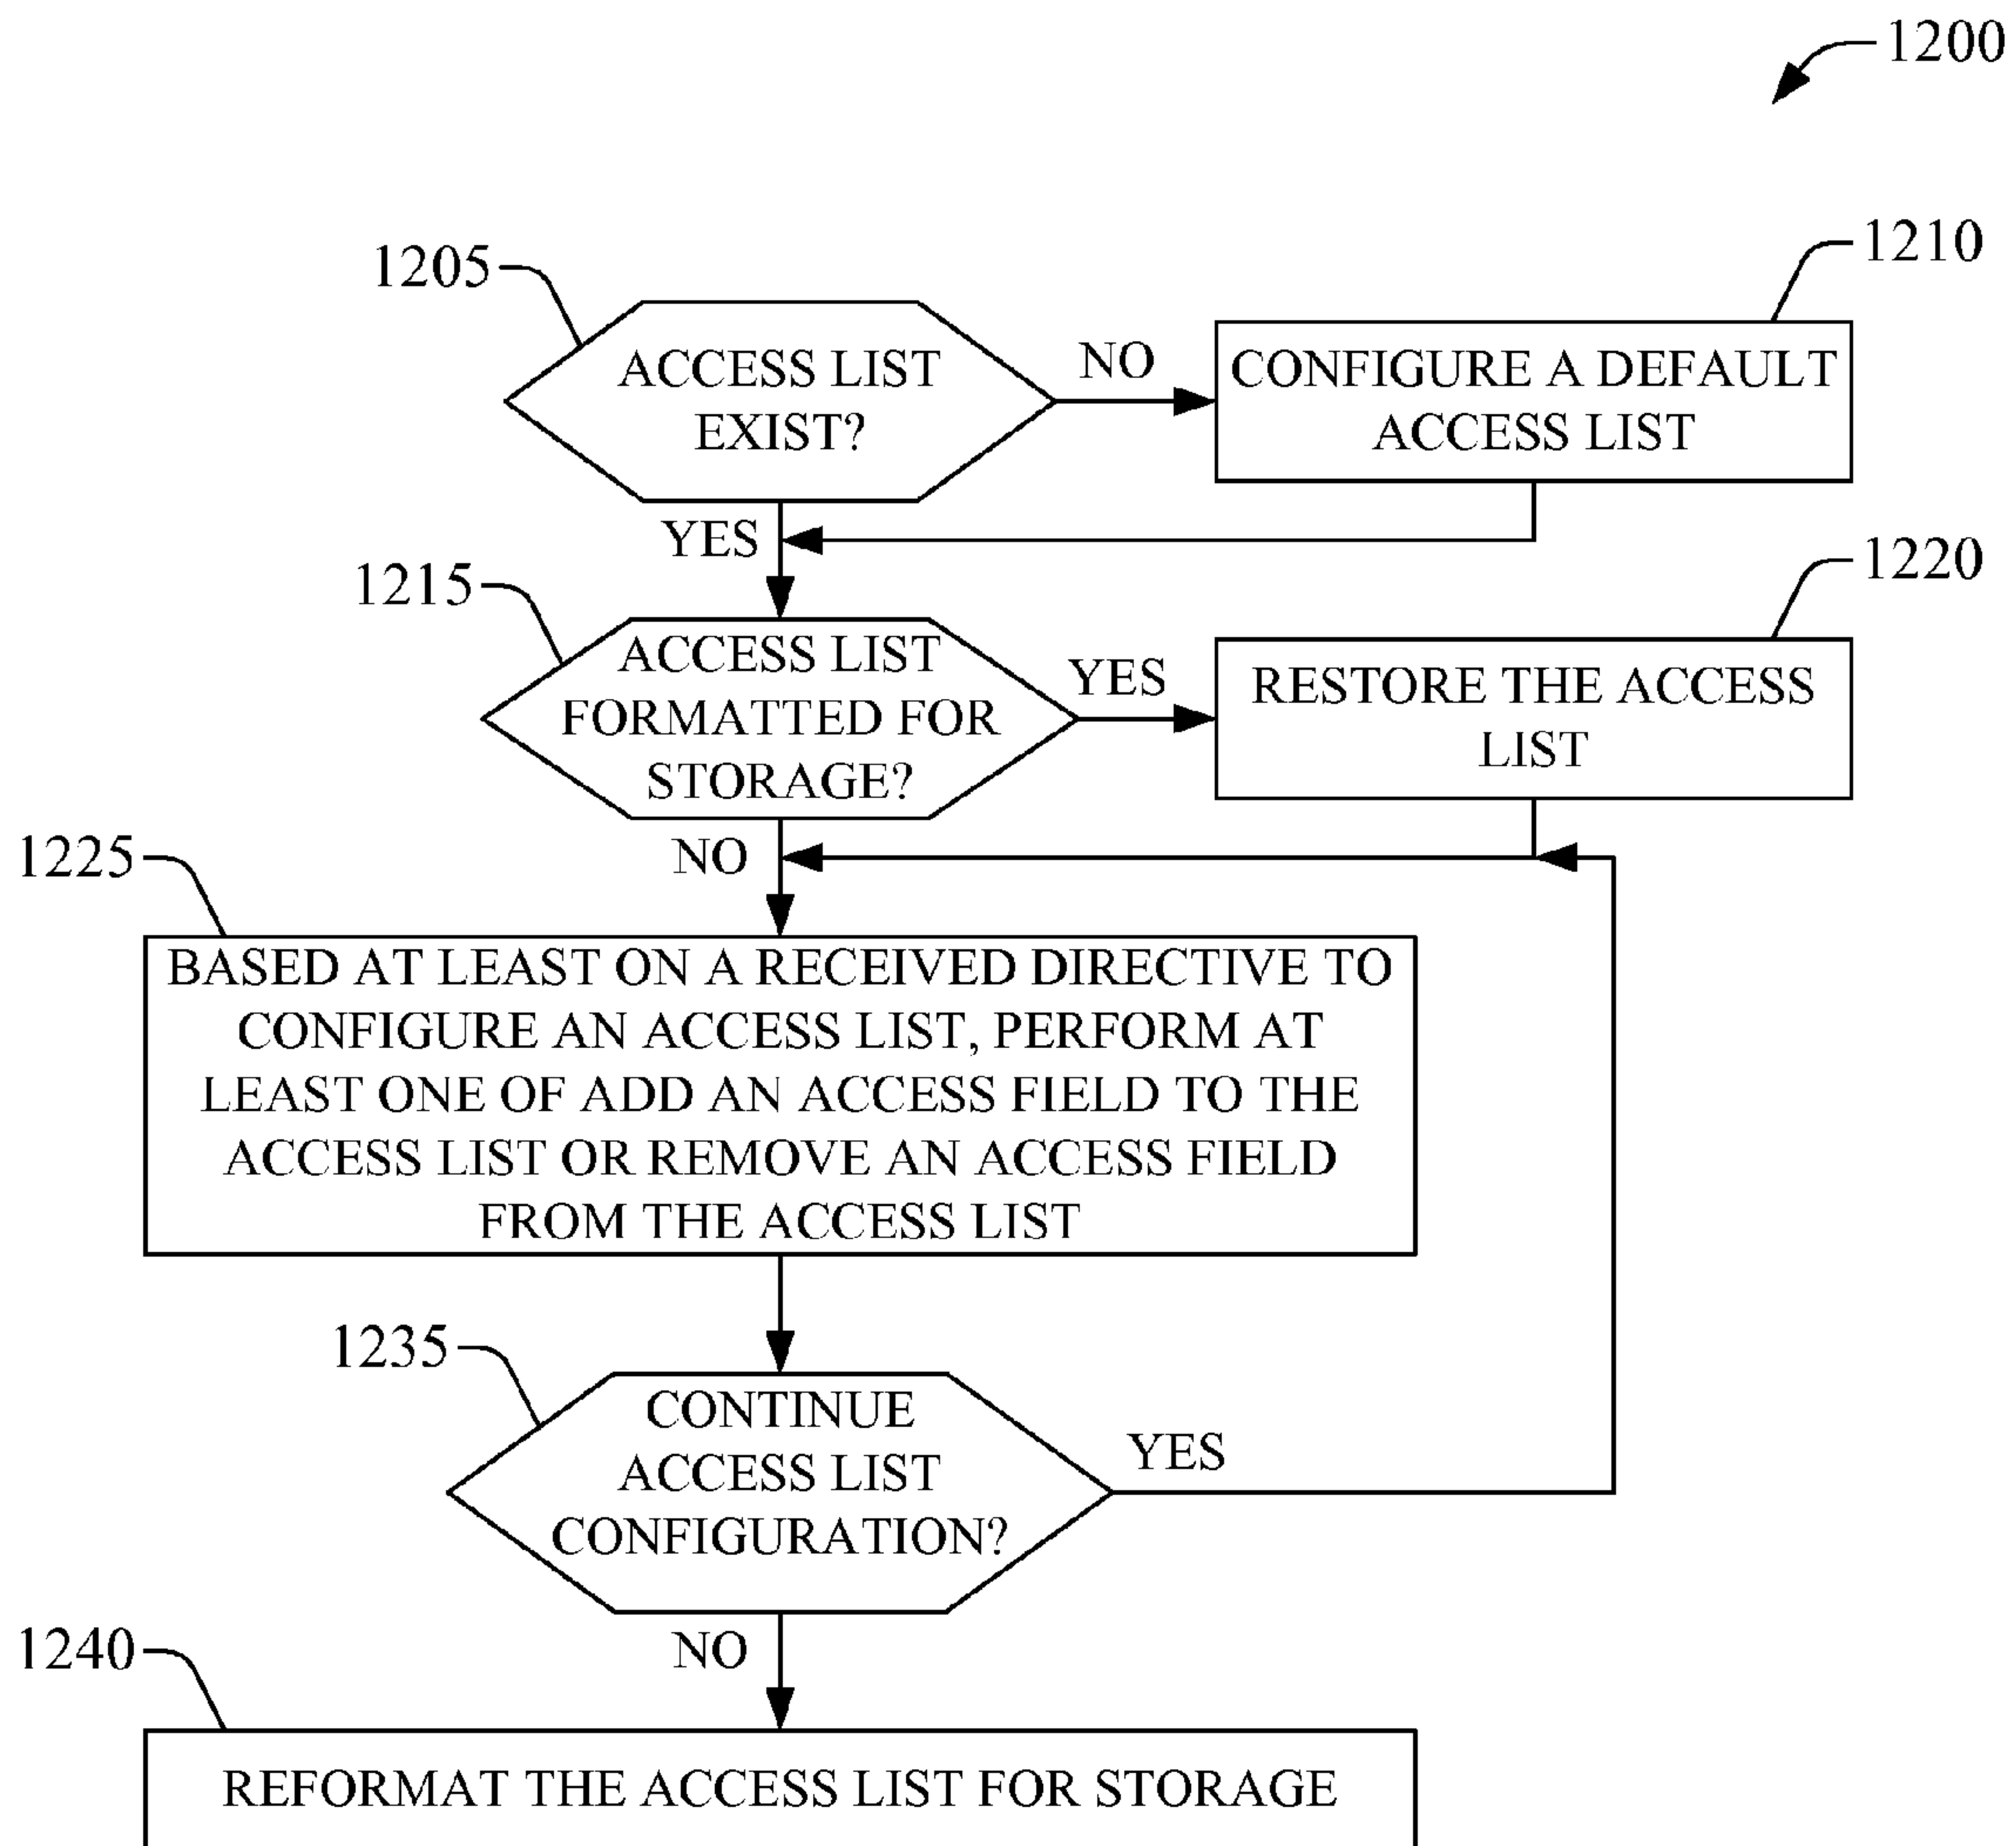 1200
1205
1210
ACCESS LIST
EXIST?
NO
CONFIGURE A DEFAULT
ACCESS LIST
YES
1215
1220
ACCESS LIST
FORMATTED FOR
STORAGE?
YES
RESTORE THE ACCESS
LIST
NO
1225
BASED AT LEAST ON A RECEIVED DIRECTIVE TO
CONFIGURE AN ACCESS LIST, PERFORM AT
LEAST ONE OF ADD AN ACCESS FIELD TO THE
ACCESS LIST OR REMOVE AN ACCESS FIELD
FROM THE ACCESS LIST
1235
CONTINUE
ACCESS LIST
CONFIGURATION?
YES
NO
1240
REFORMAT THE ACCESS LIST FOR STORAGE